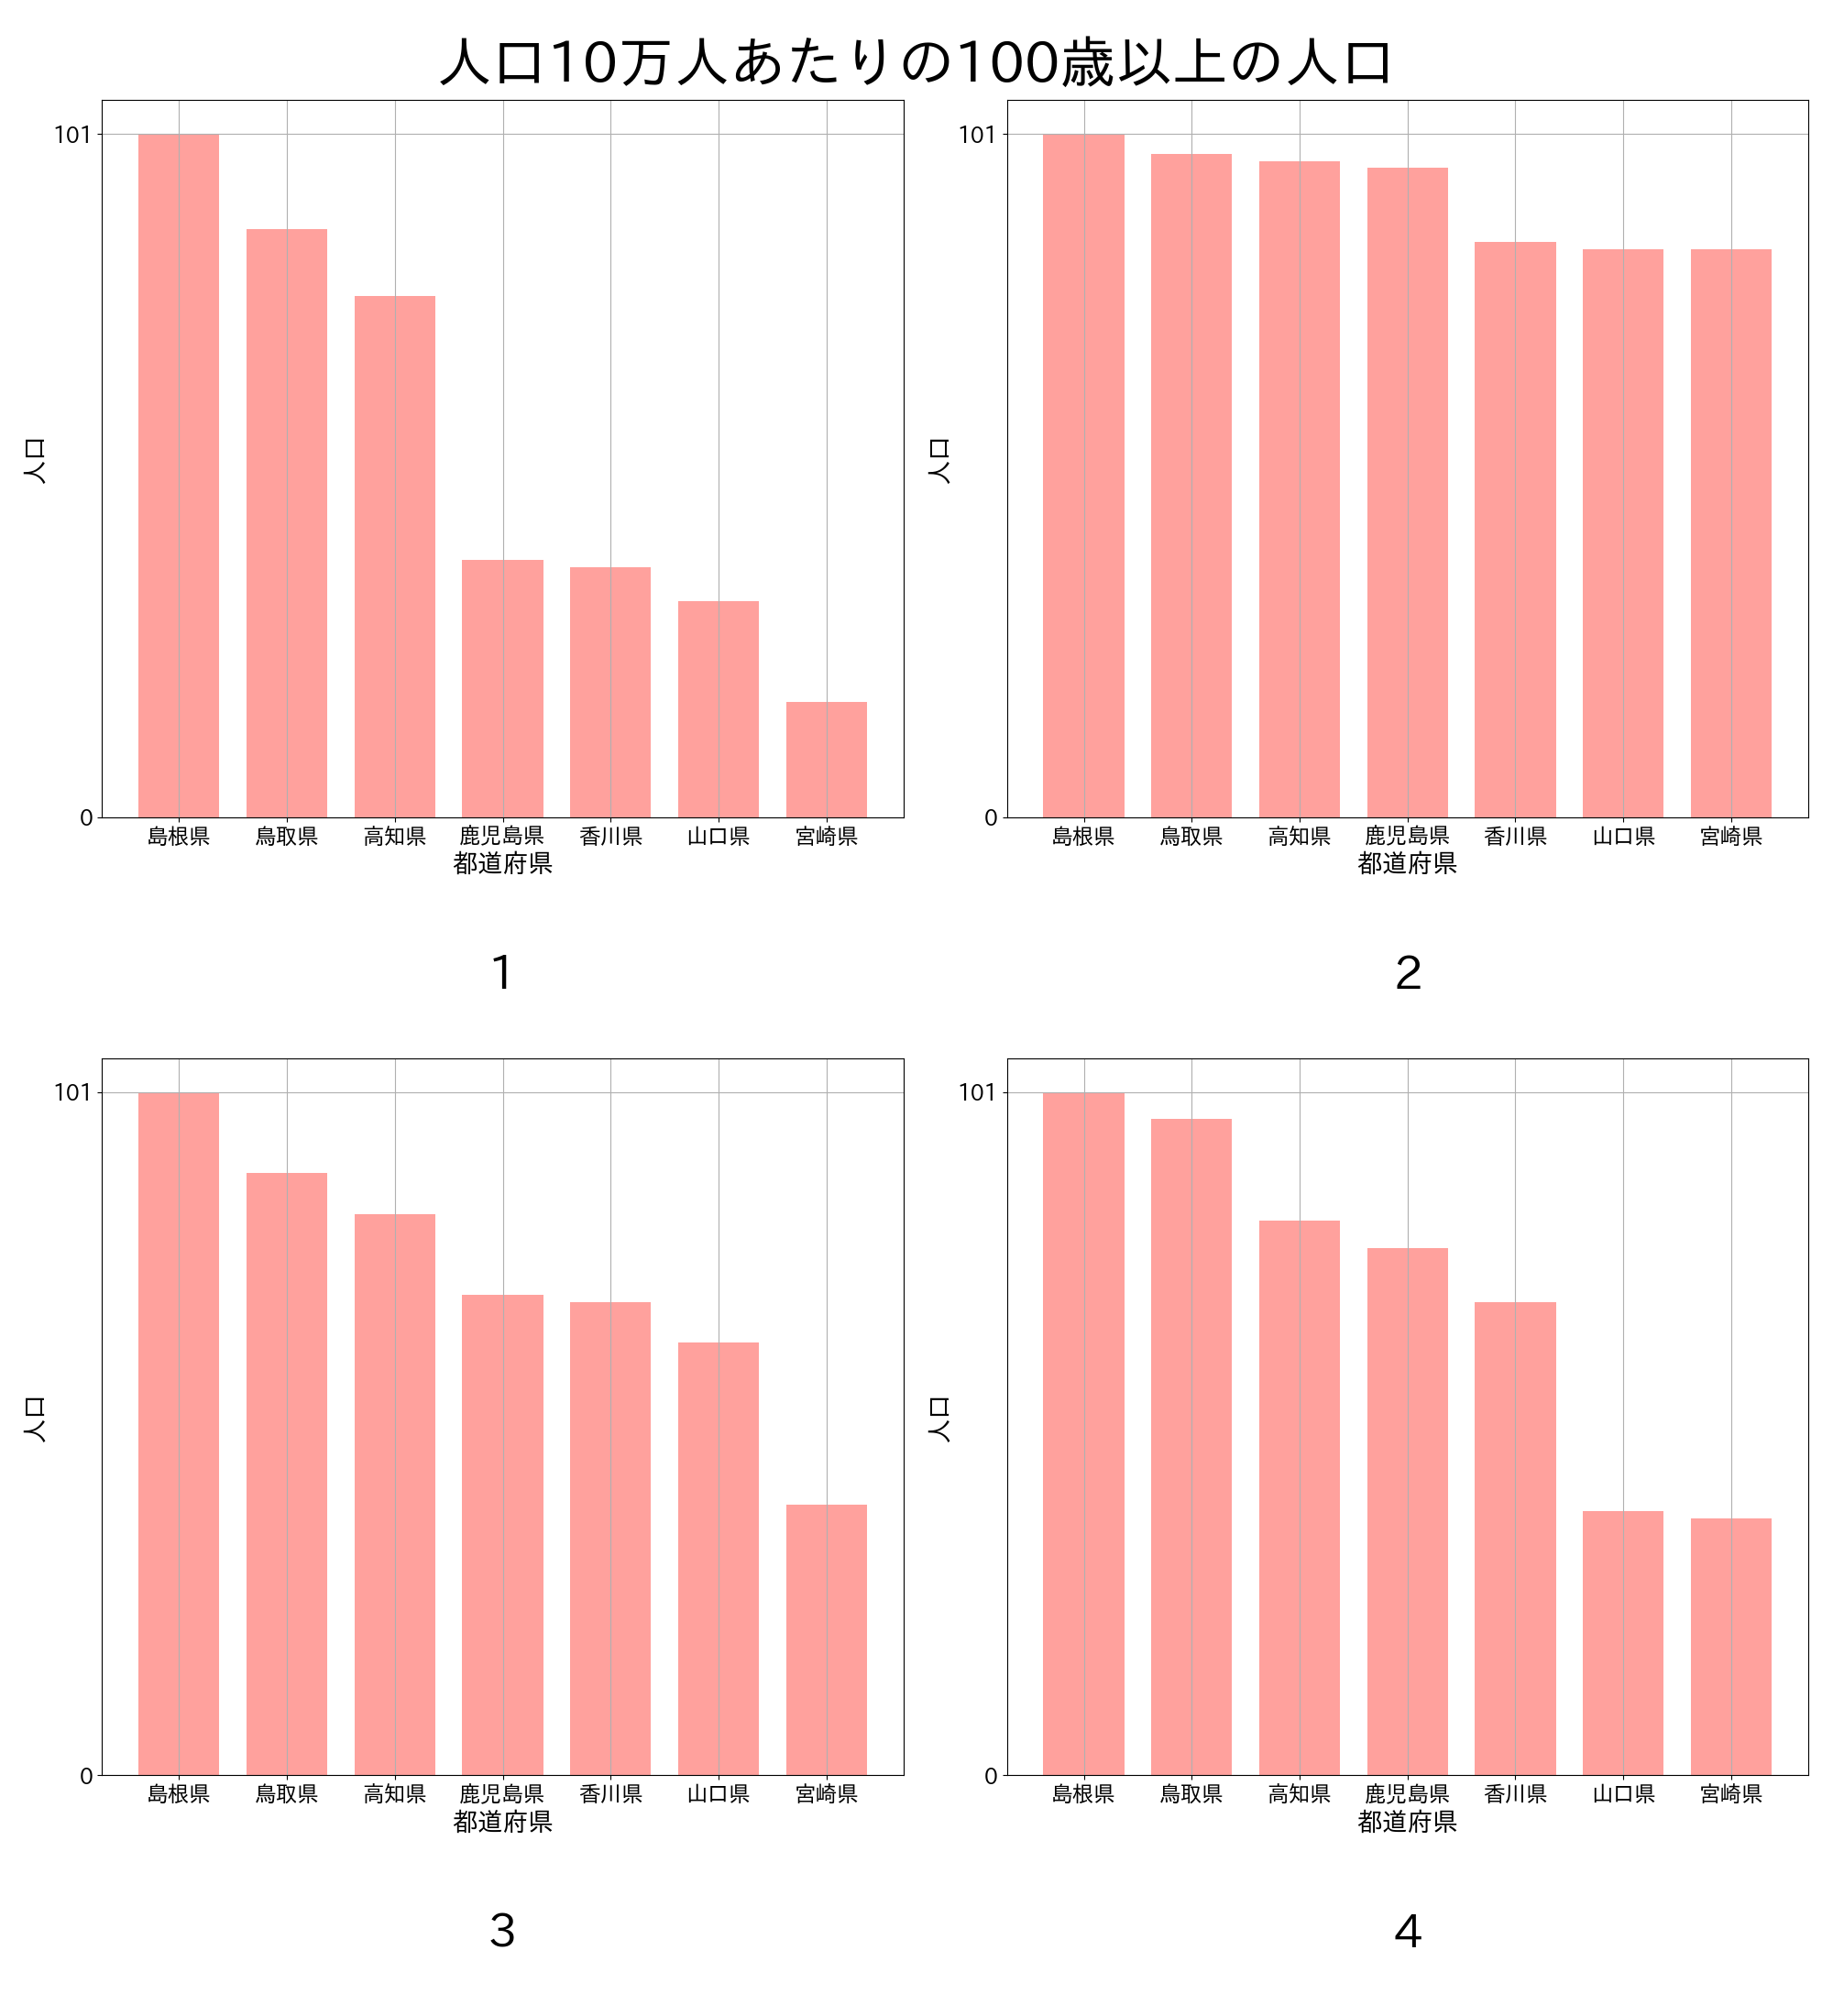 人口10万人あたりの100歳以上の人口
101
0
人口
島根県 鳥取県 高知県 鹿児島県 香川県 山口県 宮崎県
都道府県
1
101
0
人口
島根県 鳥取県 高知県 鹿児島県 香川県 山口県 宮崎県
都道府県
2
101
0
人口
島根県 鳥取県 高知県 鹿児島県 香川県 山口県 宮崎県
都道府県
3
101
0
人口
島根県 鳥取県 高知県 鹿児島県 香川県 山口県 宮崎県
都道府県
4